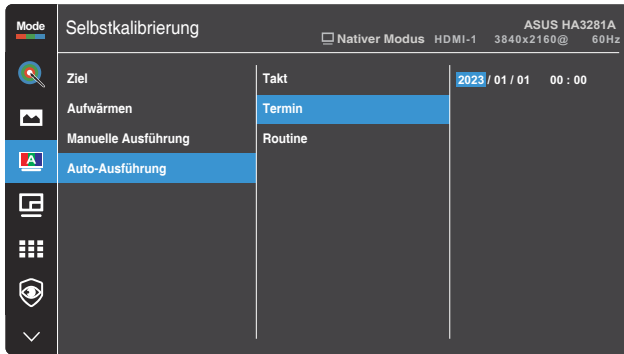 Mode
Selbstkalibrierung
ASUS HA3281A
Nativer Modus HDMI-1 3840x2160@ 60Hz
Ziel
Takt
2023 / 01 / 01 00 : 00
Aufwärmen
Termin
Manuelle Ausführung
Routine
A
Auto-Ausführung